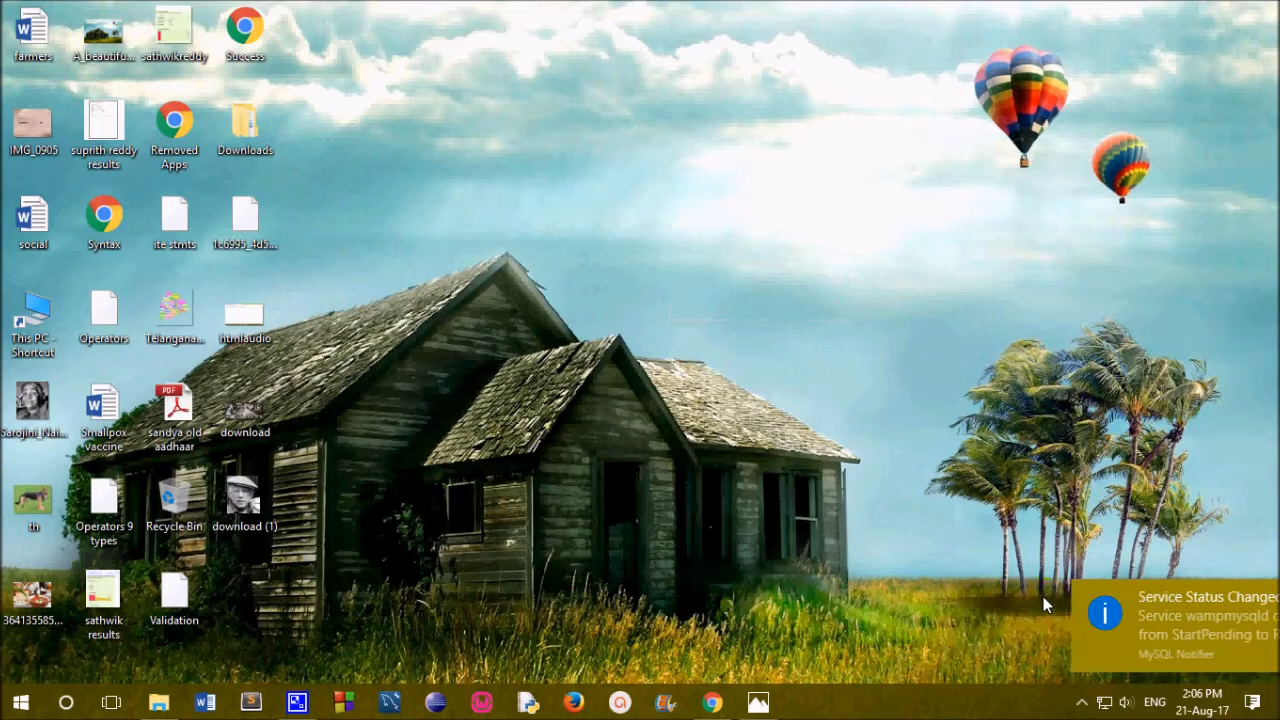 farmers
A_beautifu...
sathwikreddy
Success
IMG_0905
suprith reddy
results
Removed
Apps
Downloads
social
Syntax
ite stmts
1c6995_4d5...
This PC -
Shortcut
Operators
Telangana...
htmlaudio
Sarojini_Nai...
Smallpox
vaccine
PDF
sandya old
aadhaar
download
th
Operators 9
types
Recycle Bin
download (1)
364135585...
sathwik
results
Validation
Service Status Changed
Service wampmysqld
from StartPending to
MySQL Notifier
ENG
2:06 PM
21-Aug-17